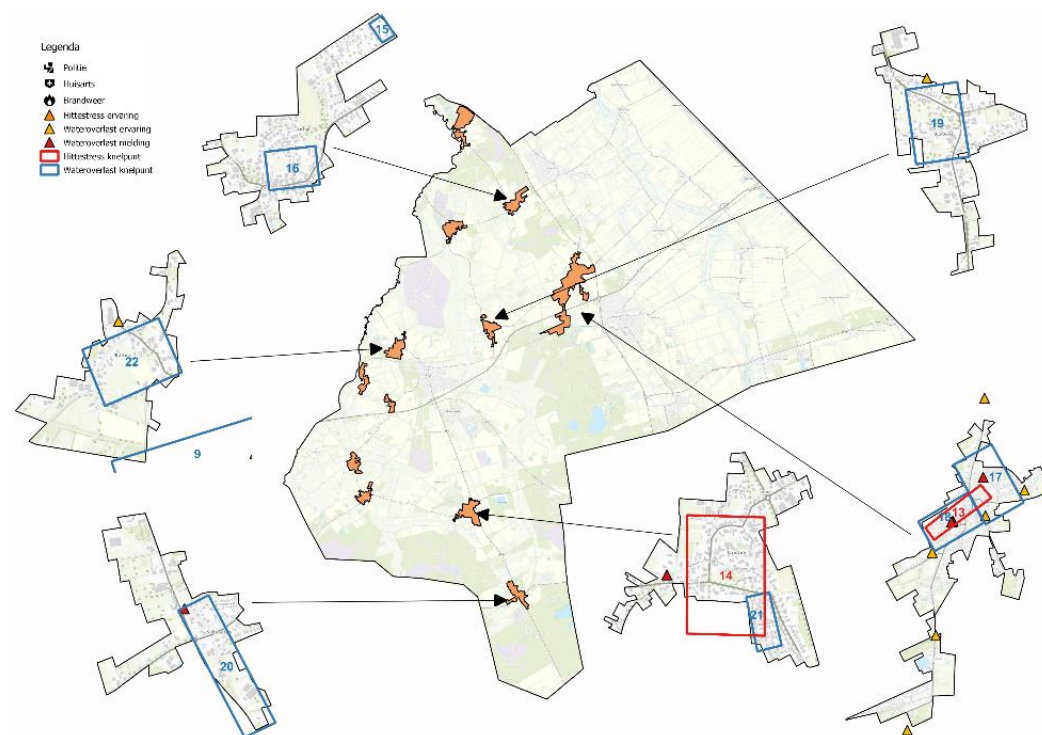 Legenda
Politie
Huisarts
Brandweer
Hittestress ervaring
Wateroverlast ervaring
Wateroverlast melding
Hittestress knelpunt
Wateroverlast knelpunt
15
16
19
22
9
17
13
18
14
21
20